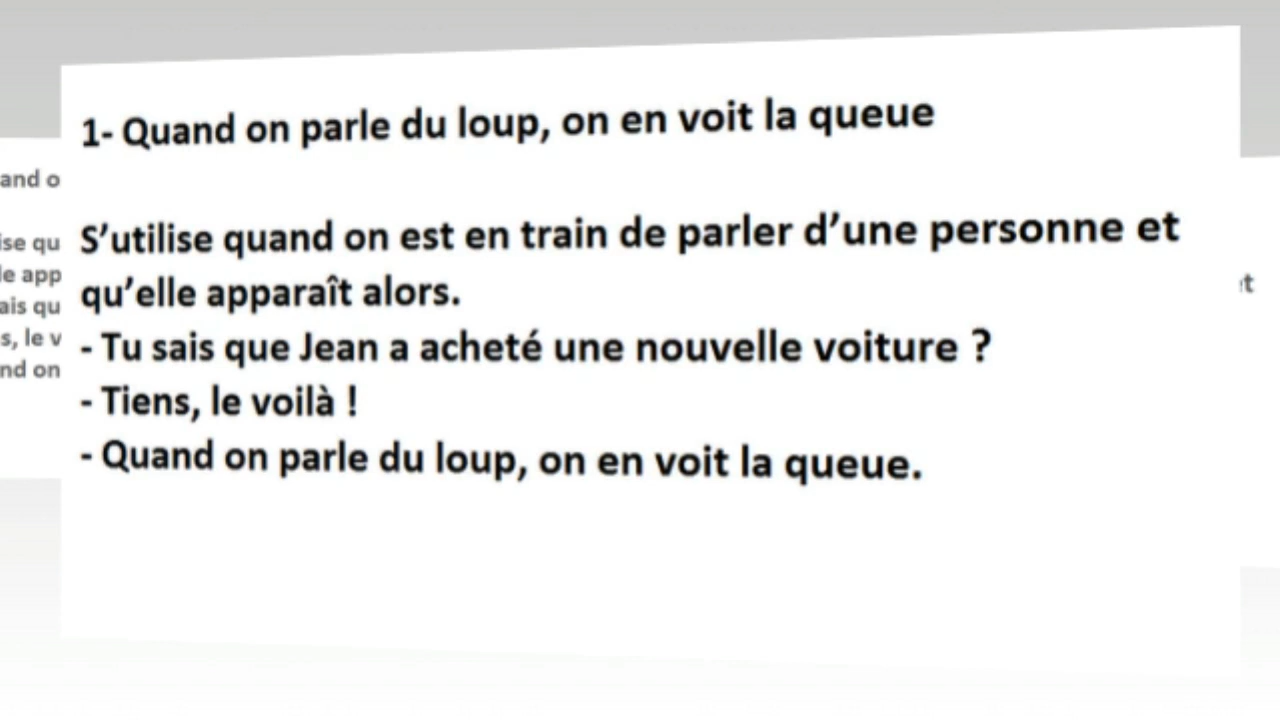 1- Quand on parle du loup, on en voit la queue
S'utilise quand on est en train de parler d'une personne et
qu'elle apparaît alors.
- Tu sais que Jean a acheté une nouvelle voiture ?
- Tiens, le voilà !
- Quand on parle du loup, on en voit la queue.